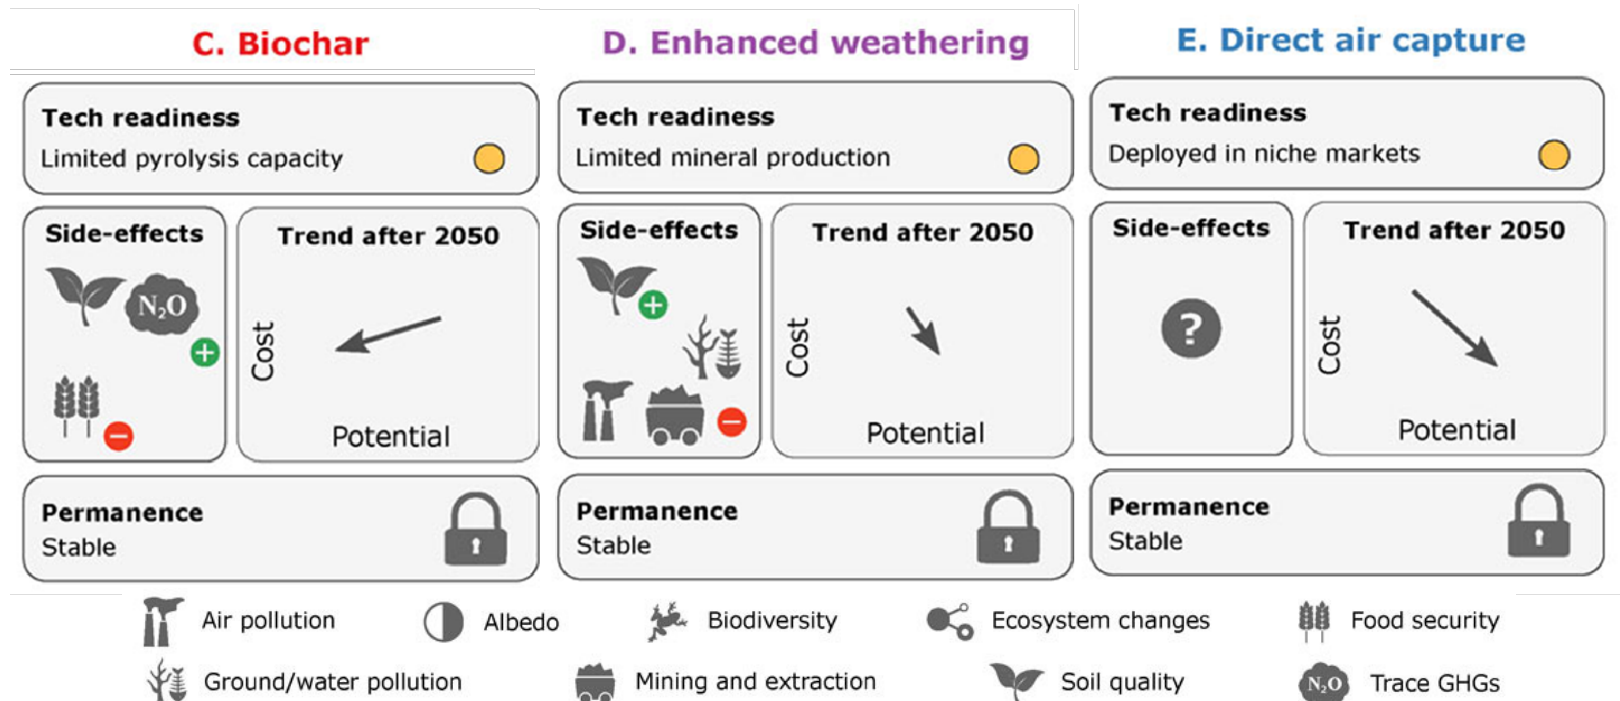 C. Biochar
Tech readiness
Limited pyrolysis capacity
Side-effects
N₂O
Trend after 2050
Cost
Potential
Permanence
Stable
D. Enhanced weathering
Tech readiness
Limited mineral production
Side-effects
Trend after 2050
Cost
Potential
Permanence
Stable
E. Direct air capture
Tech readiness
Deployed in niche markets
Side-effects
?
Trend after 2050
Cost
Potential
Permanence
Stable
Air pollution
Albedo
Biodiversity
Ecosystem changes
Food security
Ground/water pollution
Mining and extraction
Soil quality
N₂O
Trace GHGs